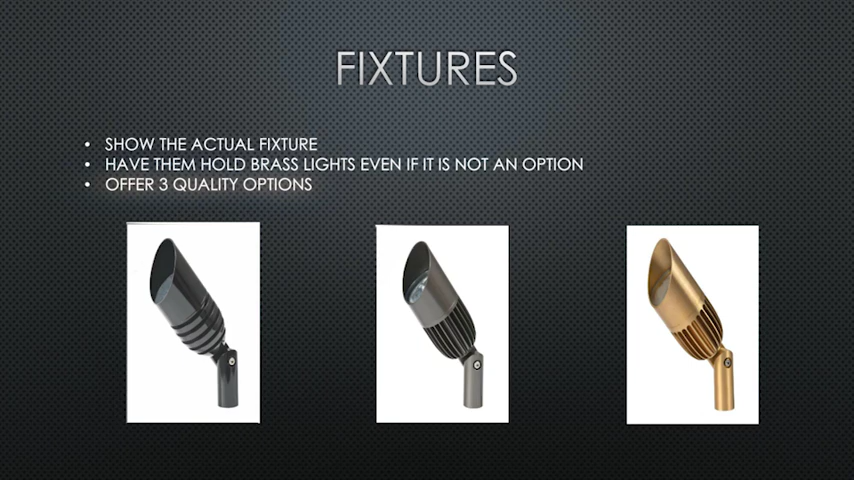 FIXTURES
• SHOW THE ACTUAL FIXTURE
• HAVE THEM HOLD BRASS LIGHTS EVEN IF IT IS NOT AN OPTION
• OFFER 3 QUALITY OPTIONS